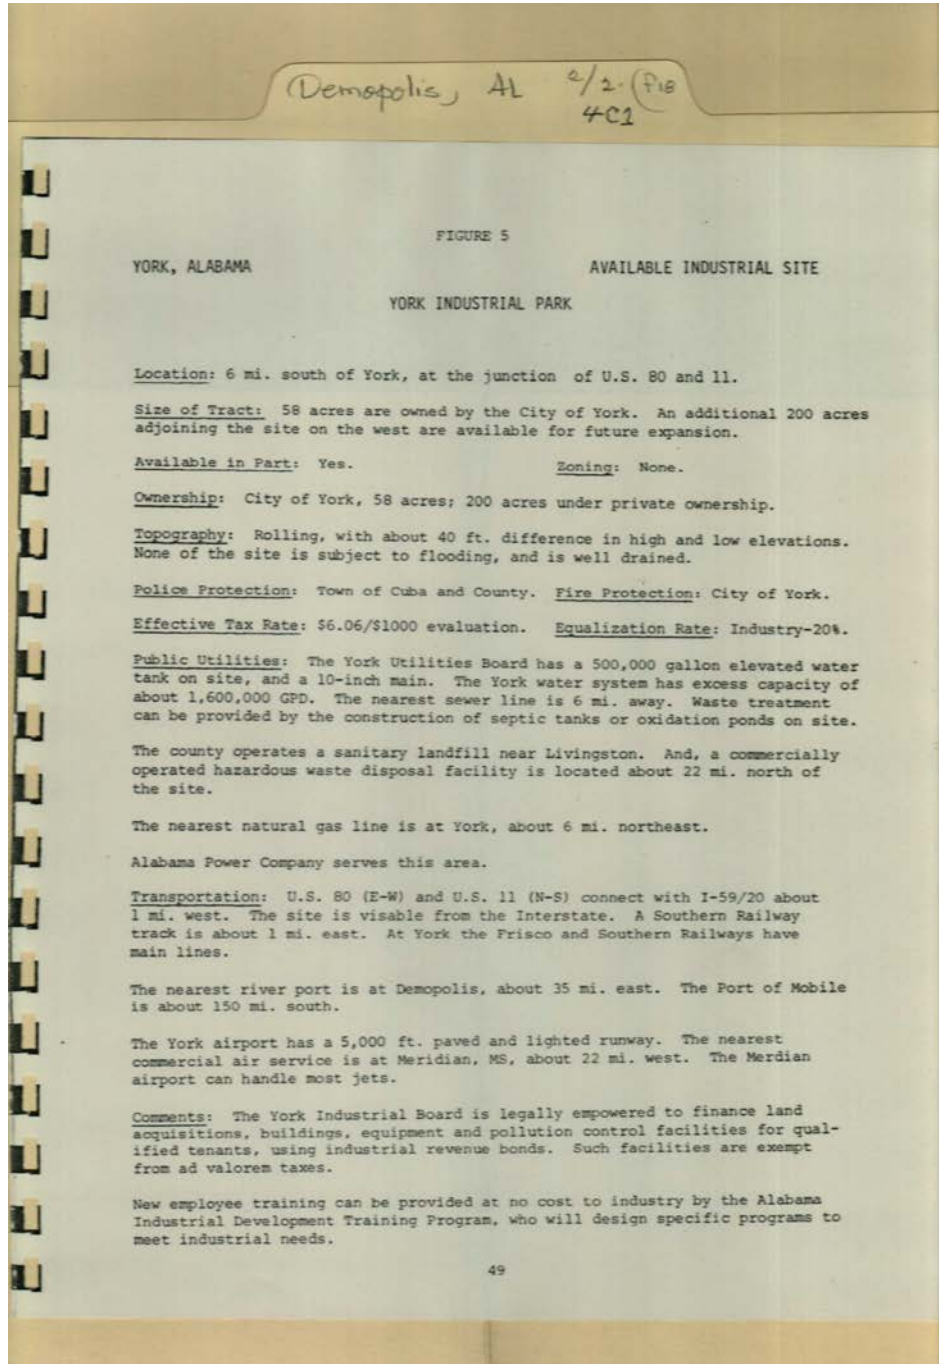 Demopolis, AL 2/2. (F18
4C1
FIGURE 5
YORK, ALABAMA AVAILABLE INDUSTRIAL SITE
YORK INDUSTRIAL PARK
Location: 6 mi. south of York, at the junction of U.S. 80 and 11.
Size of Tract: 58 acres are owned by the City of York. An additional 200 acres
adjoining the site on the west are available for future expansion.
Available in Part: Yes. Zoning: None.
Ownership: City of York, 58 acres; 200 acres under private ownership.
Topography: Rolling, with about 40 ft. difference in high and low elevations.
None of the site is subject to flooding, and is well drained.
Police Protection: Town of Cuba and County. Fire Protection: City of York.
Effective Tax Rate: $6.06/$1000 evaluation. Equalization Rate: Industry-20%.
Public Utilities: The York Utilities Board has a 500,000 gallon elevated water
tank on site, and a 10-inch main. The York water system has excess capacity of
about 1,600,000 GPD. The nearest sewer line is 6 mi. away. Waste treatment
can be provided by the construction of septic tanks or oxidation ponds on site.
The county operates a sanitary landfill near Livingston. And, a commercially
operated hazardous waste disposal facility is located about 22 mi. north of
the site.
The nearest natural gas line is at York, about 6 mi. northeast.
Alabama Power Company serves this area.
Transportation: U.S. 80 (E-W) and U.S. 11 (N-S) connect with I-59/20 about
1 mi. west. The site is visable from the Interstate. A Southern Railway
track is about 1 mi. east. At York the Frisco and Southern Railways have
main lines.
The nearest river port is at Demopolis, about 35 mi. east. The Port of Mobile
is about 150 mi. south.
The York airport has a 5,000 ft. paved and lighted runway. The nearest
commercial air service is at Meridian, MS, about 22 mi. west. The Merdian
airport can handle most jets.
Comments: The York Industrial Board is legally empowered to finance land
acquisitions, buildings, equipment and pollution control facilities for qual-
ified tenants, using industrial revenue bonds. Such facilities are exempt
from ad valorem taxes.
New employee training can be provided at no cost to industry by the Alabama
Industrial Development Training Program, who will design specific programs to
meet industrial needs.
49